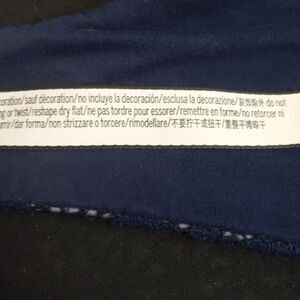 coration/sauf décoration/no incluye la decoración/esclusa la decorazione/装饰除外 do not
ng or twist/reshape dry flat/ne pas tordre pour essorer/remettre en forme/no retorcer ni
rimir/dar forma/non strizzare o torcere/rimodellare/不要拧干或扭干/重整平摊晾干